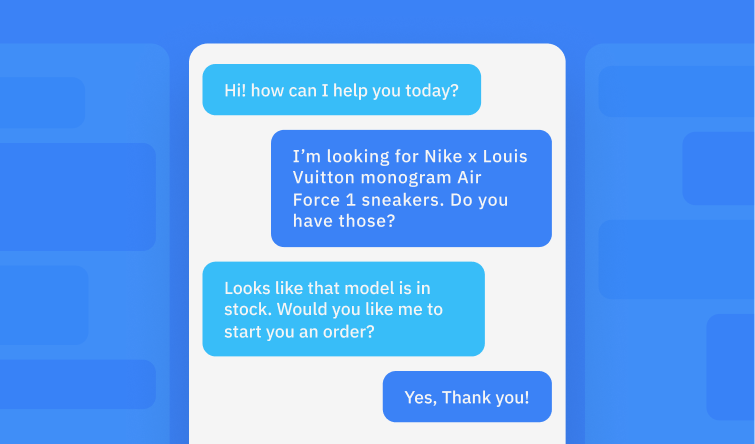 Hi! how can I help you today?
I’m looking for Nike x Louis
Vuitton monogram Air
Force 1 sneakers. Do you
have those?
Looks like that model is in
stock. Would you like me to
start you an order?
Yes, Thank you!